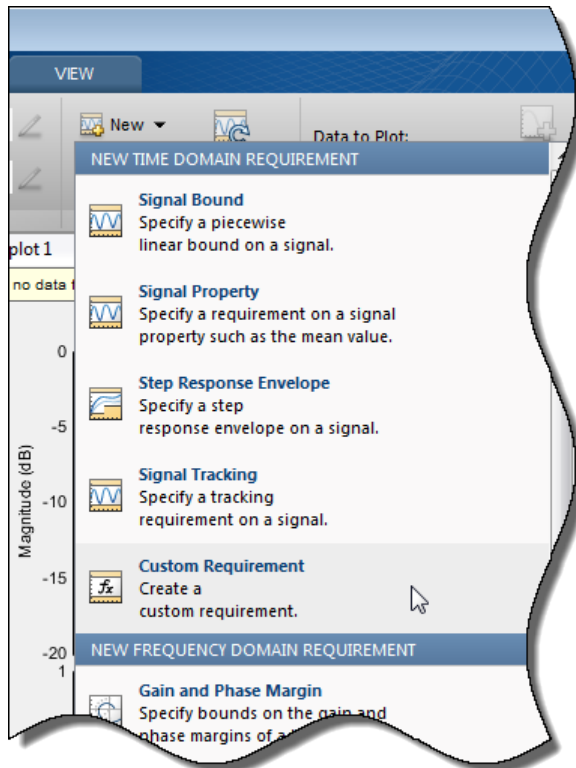 VIEW
New
Data to Plot:
NEW TIME DOMAIN REQUIREMENT
Signal Bound
Specify a piecewise
linear bound on a signal.
plot 1
no data
Signal Property
Specify a requirement on a signal
property such as the mean value.
0
Step Response Envelope
Specify a step
response envelope on a signal.
-5
Magnitude (dB)
Signal Tracking
Specify a tracking
requirement on a signal.
-10
Custom Requirement
fx Create a
custom requirement.
-15
NEW FREQUENCY DOMAIN REQUIREMENT
-20
1
Gain and Phase Margin
Specify bounds on the gain and
phase margins of a